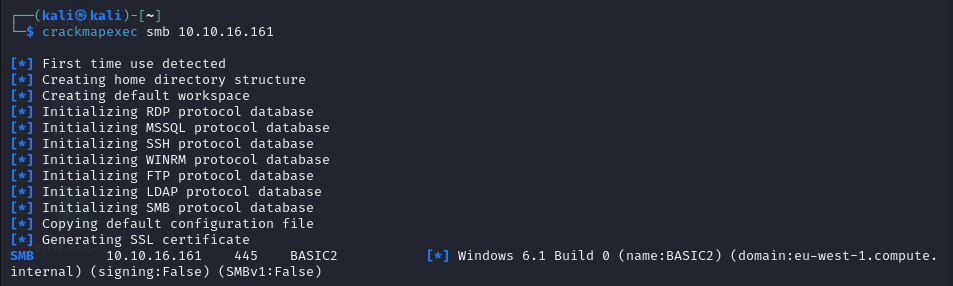 ┌──(kali㉿kali)-[~]
└─$ crackmapexec smb 10.10.16.161
[*] First time use detected
[*] Creating home directory structure
[*] Creating default workspace
[*] Initializing RDP protocol database
[*] Initializing MSSQL protocol database
[*] Initializing SSH protocol database
[*] Initializing WINRM protocol database
[*] Initializing FTP protocol database
[*] Initializing LDAP protocol database
[*] Initializing SMB protocol database
[*] Copying default configuration file
[*] Generating SSL certificate
SMB         10.10.16.161    445    BASIC2           [*] Windows 6.1 Build 0 (name:BASIC2) (domain:eu-west-1.compute.
internal) (signing:False) (SMBv1:False)